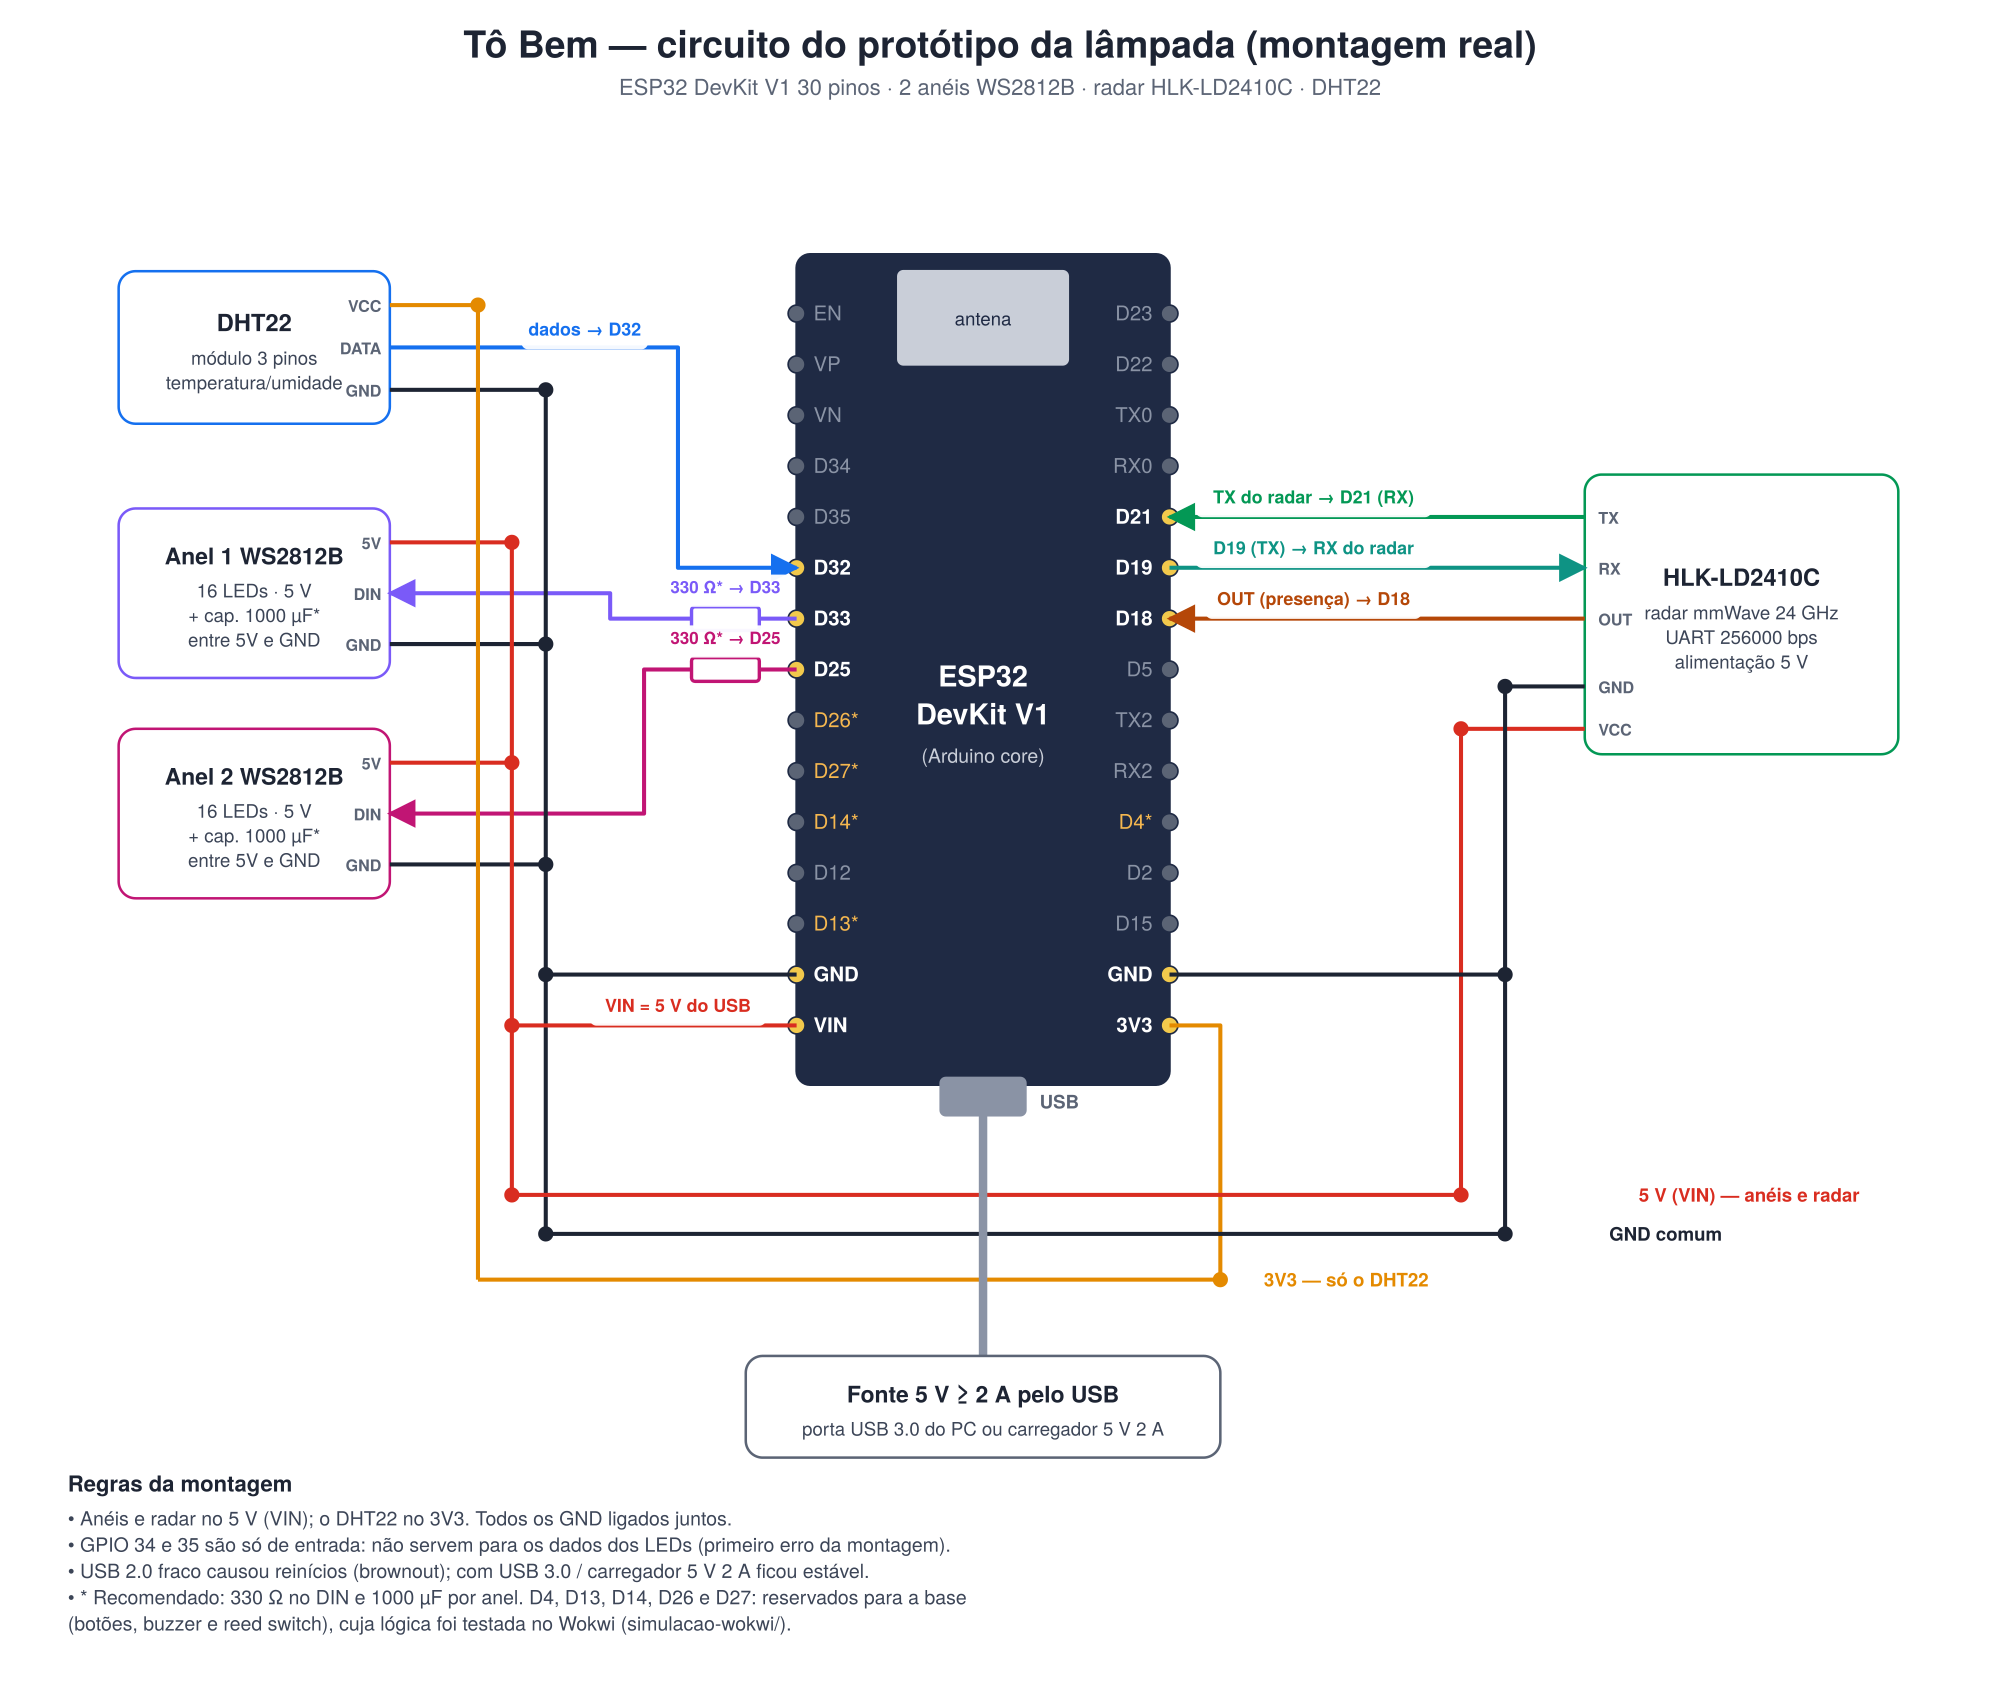 Tô Bem — circuito do protótipo da lâmpada (montagem real)
ESP32 DevKit V1 30 pinos · 2 anéis WS2812B · radar HLK-LD2410C · DHT22
DHT22
módulo 3 pinos
temperatura/umidade
VCC
DATA
GND
dados → D32
Anel 1 WS2812B
16 LEDs · 5 V
+ cap. 1000 µF*
entre 5V e GND
5V
DIN
GND
330 Ω* → D33
330 Ω* → D25
Anel 2 WS2812B
16 LEDs · 5 V
+ cap. 1000 µF*
entre 5V e GND
5V
DIN
GND
VIN = 5 V do USB
antena
EN
VP
VN
D34
D35
D32
D33
D25
D26*
D27*
D14*
D12
D13*
GND
VIN
ESP32
DevKit V1
(Arduino core)
D23
D22
TX0
RX0
D21
D19
D18
D5
TX2
RX2
D4*
D2
D15
GND
3V3
USB
TX do radar → D21 (RX)
D19 (TX) → RX do radar
OUT (presença) → D18
TX
RX
OUT
GND
VCC
HLK-LD2410C
radar mmWave 24 GHz
UART 256000 bps
alimentação 5 V
5 V (VIN) — anéis e radar
GND comum
3V3 — só o DHT22
Fonte 5 V ≥ 2 A pelo USB
porta USB 3.0 do PC ou carregador 5 V 2 A
Regras da montagem
• Anéis e radar no 5 V (VIN); o DHT22 no 3V3. Todos os GND ligados juntos.
• GPIO 34 e 35 são só de entrada: não servem para os dados dos LEDs (primeiro erro da montagem).
• USB 2.0 fraco causou reinícios (brownout); com USB 3.0 / carregador 5 V 2 A ficou estável.
• * Recomendado: 330 Ω no DIN e 1000 µF por anel. D4, D13, D14, D26 e D27: reservados para a base
(botões, buzzer e reed switch), cuja lógica foi testada no Wokwi (simulacao-wokwi/).